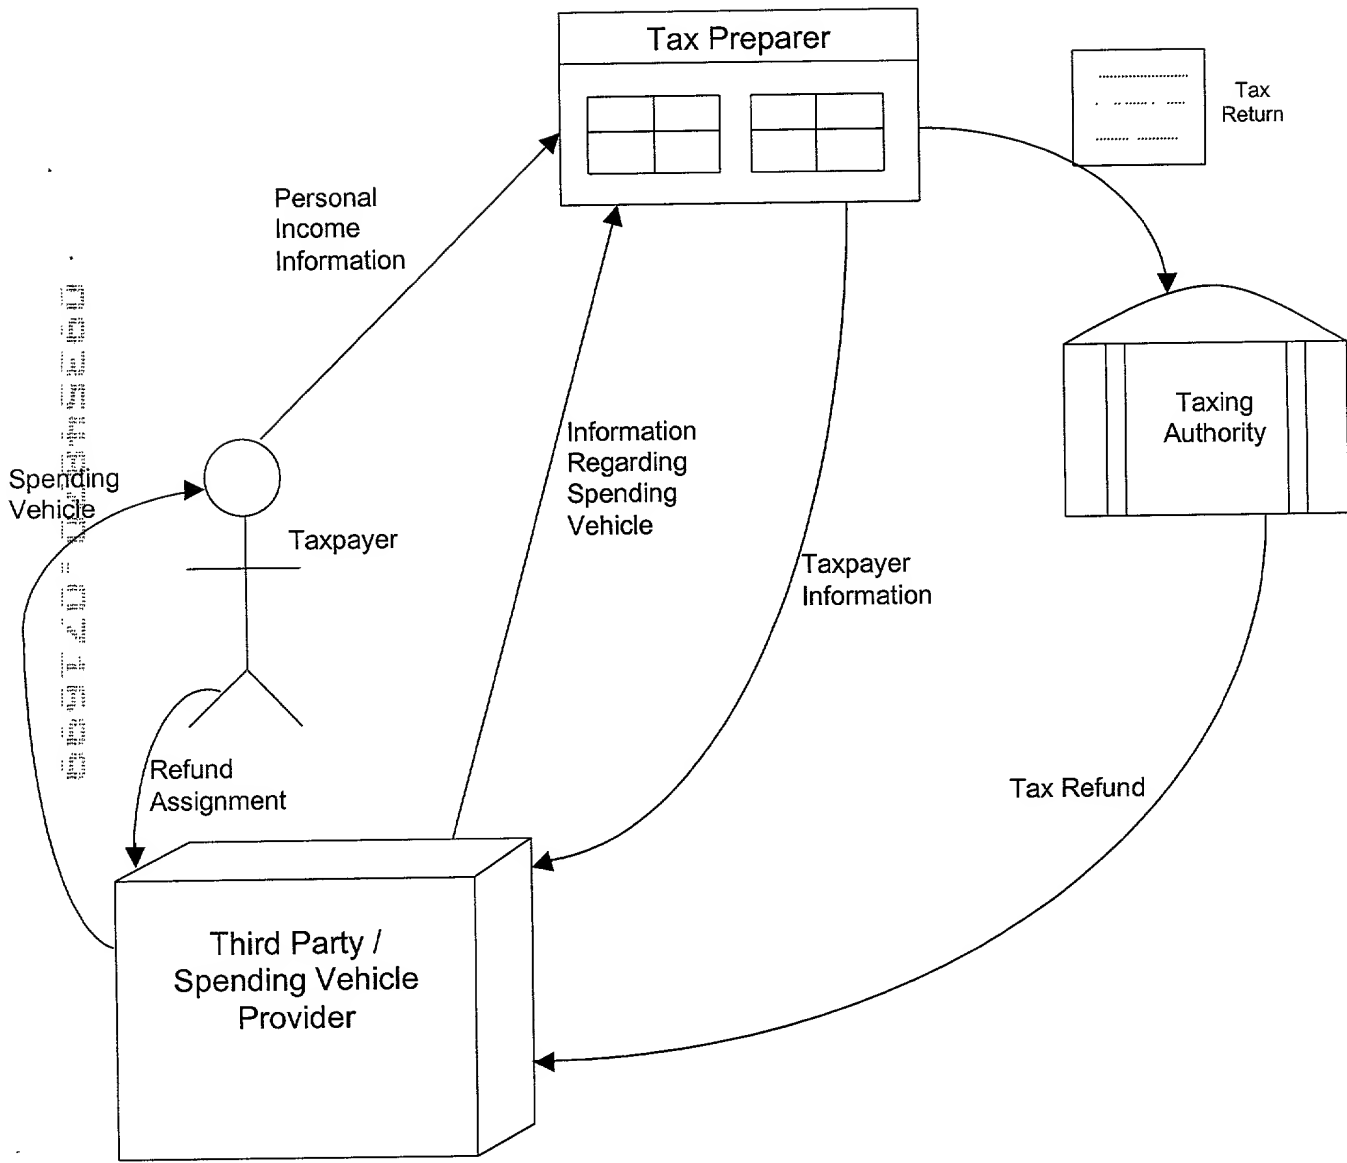 Tax Preparer
Tax
Return
Personal
Income
Information
Taxing
Authority
Information
Regarding
Spending
Vehicle
Spending
Vehicle
Taxpayer
Taxpayer
Information
Refund
Assignment
Tax Refund
Third Party /
Spending Vehicle
Provider